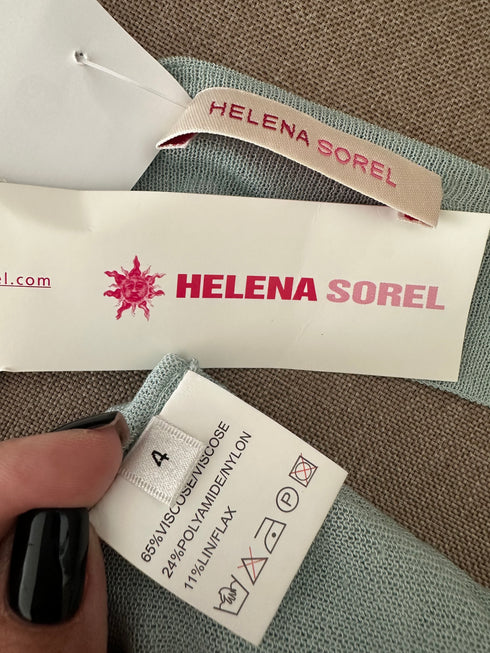 HELENA SOREL
el.com
HELENA SOREL
4
65%VISCOSE/VISCOSE
24%POLYAMIDE/NYLON
11%LIN/FLAX
P